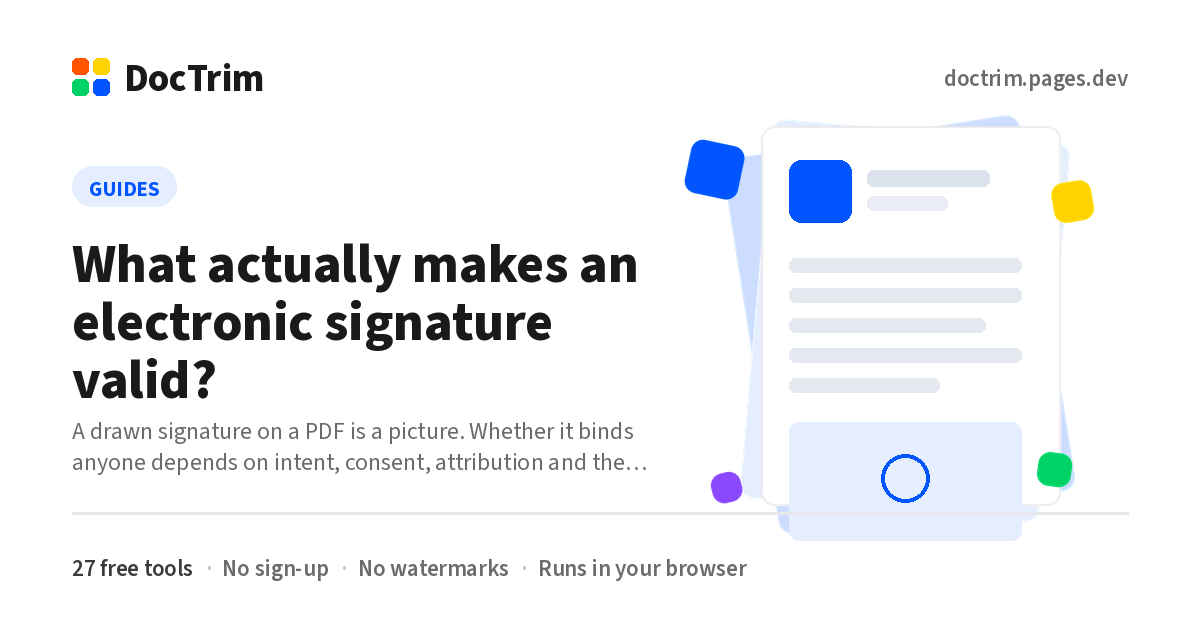 DocTrim
doctrim.pages.dev
GUIDES
What actually makes an
electronic signature
valid?
A drawn signature on a PDF is a picture. Whether it binds
anyone depends on intent, consent, attribution and the…
27 free tools · No sign-up · No watermarks · Runs in your browser